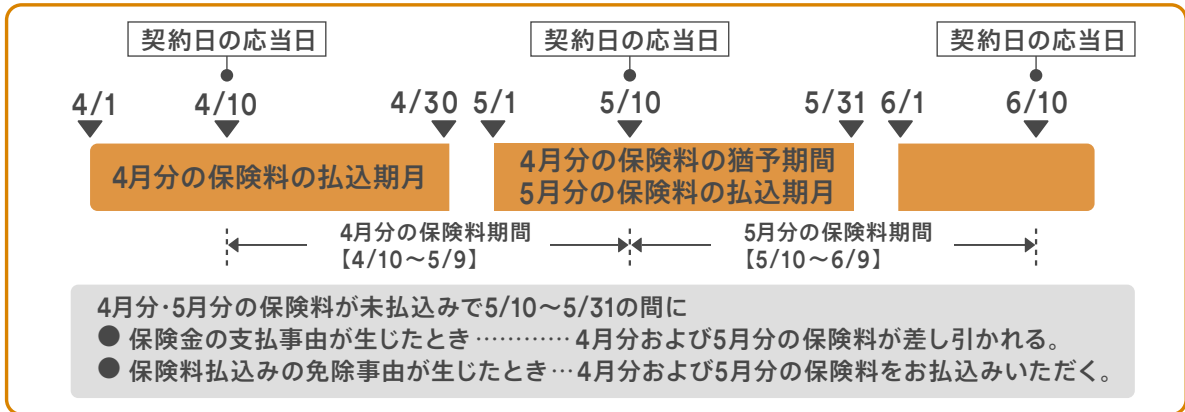 契約日の応当日 契約日の応当日 契約日の応当日
4/1 4/10 4/30 5/1 5/10 5/31 6/1 6/10
4月分の保険料の払込期月
4月分の保険料の猶予期間
5月分の保険料の払込期月
4月分の保険料期間
【4/10～5/9】
5月分の保険料期間
【5/10～6/9】
4月分・5月分の保険料が未払込みで5/10～5/31の間に
● 保険金の支払事由が生じたとき…………4月分および5月分の保険料が差し引かれる。
● 保険料払込みの免除事由が生じたとき…4月分および5月分の保険料をお払込みいただく。